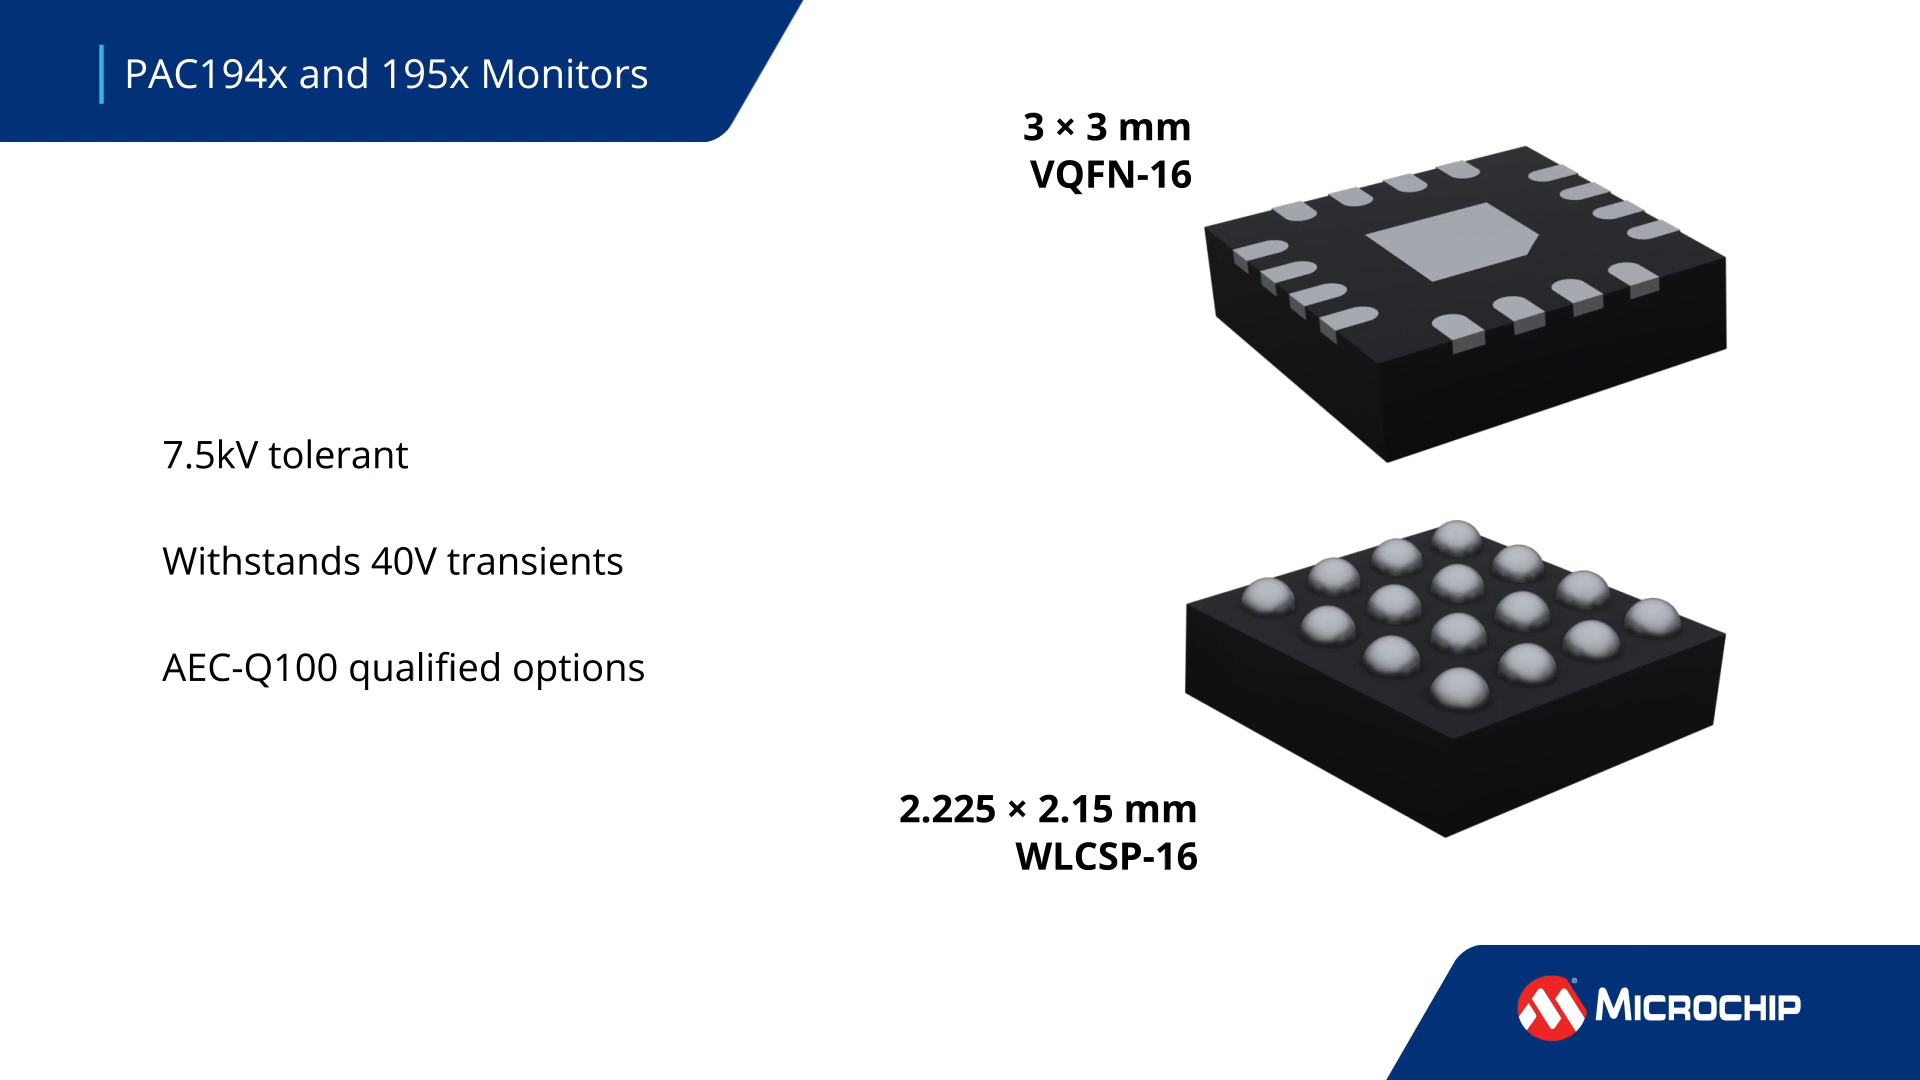 PAC194x and 195x Monitors
3 × 3 mm
VQFN-16
7.5kV tolerant
Withstands 40V transients
AEC-Q100 qualified options
2.225 × 2.15 mm
WLCSP-16
® MICROCHIP